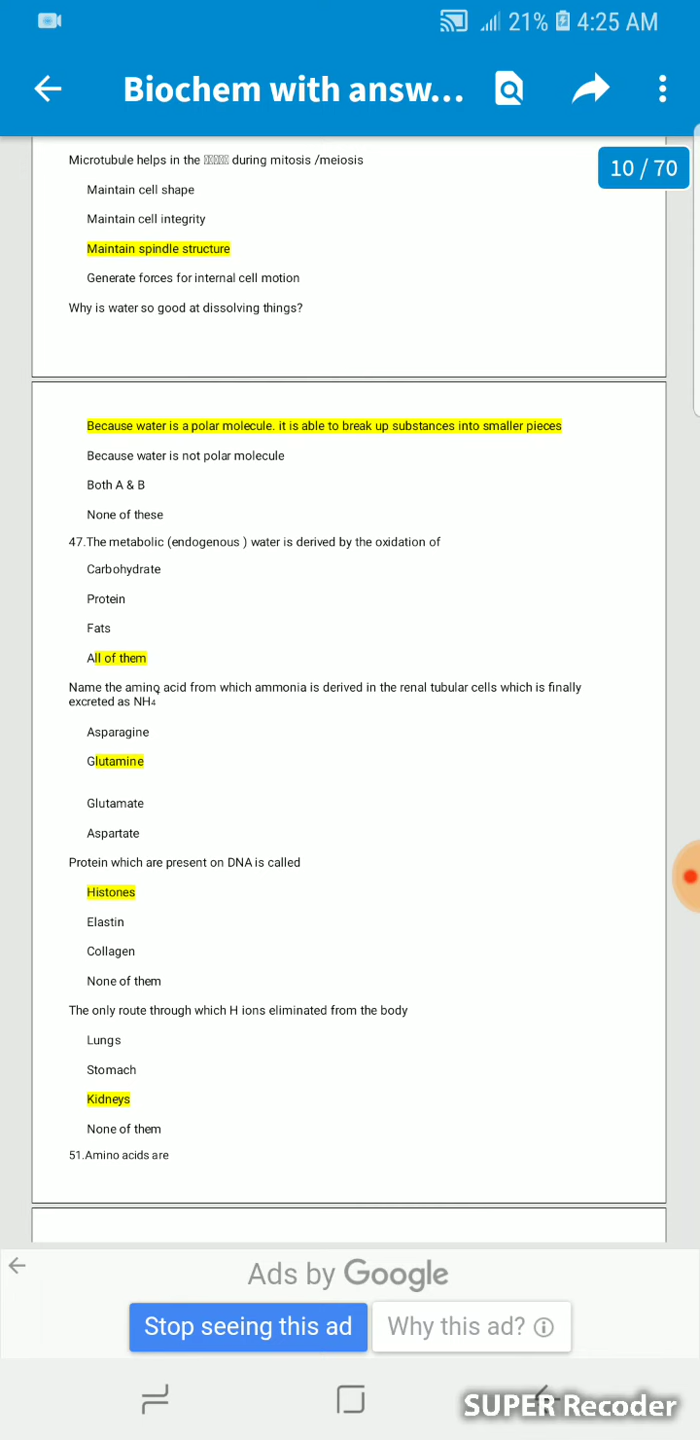 21% 4:25 AM
Biochem with answ...
10 / 70
Microtubule helps in the during mitosis /meiosis
Maintain cell shape
Maintain cell integrity
Maintain spindle structure
Generate forces for internal cell motion
Why is water so good at dissolving things?
Because water is a polar molecule. it is able to break up substances into smaller pieces
Because water is not polar molecule
Both A & B
None of these
47.The metabolic (endogenous ) water is derived by the oxidation of
Carbohydrate
Protein
Fats
All of them
Name the amino acid from which ammonia is derived in the renal tubular cells which is finally
excreted as NH4
Asparagine
Glutamine
Glutamate
Aspartate
Protein which are present on DNA is called
Histones
Elastin
Collagen
None of them
The only route through which H ions eliminated from the body
Lungs
Stomach
Kidneys
None of them
51.Amino acids are
Ads by Google
Stop seeing this ad
Why this ad?
SUPER Recoder